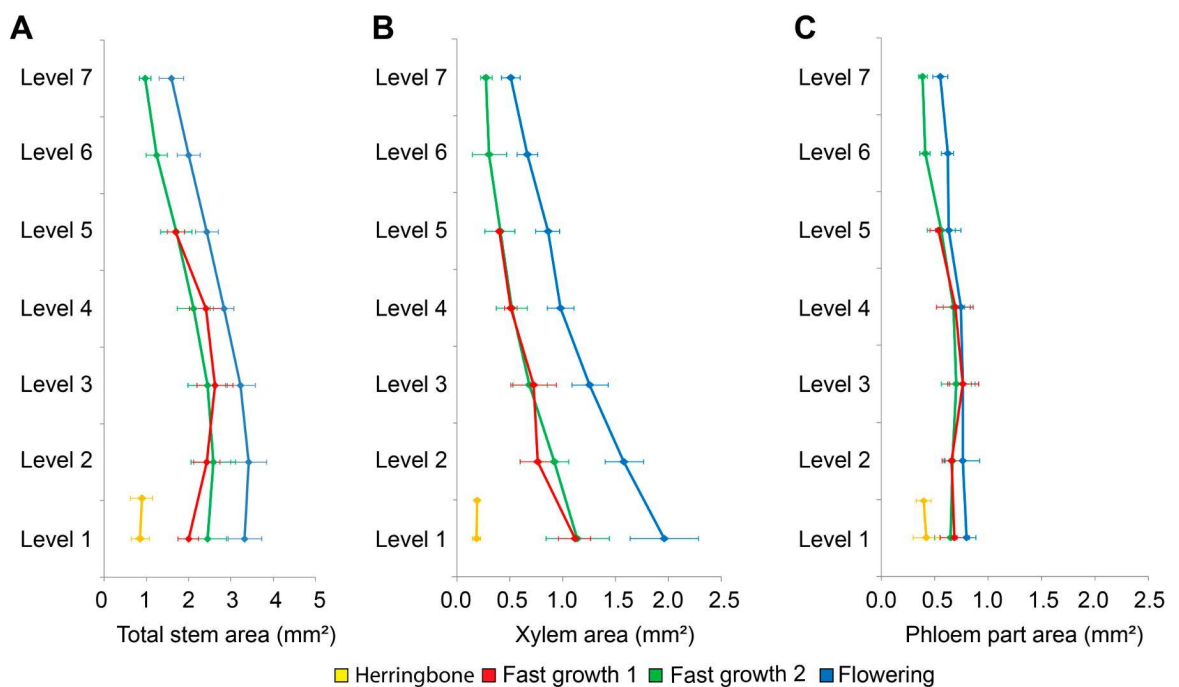 A
Level 7
Level 6
Level 5
Level 4
Level 3
Level 2
Level 1
0 1 2 3 4 5
Total stem area (mm²)
B
Level 7
Level 6
Level 5
Level 4
Level 3
Level 2
Level 1
0.0 0.5 1.0 1.5 2.0 2.5
Xylem area (mm²)
C
Level 7
Level 6
Level 5
Level 4
Level 3
Level 2
Level 1
0.0 0.5 1.0 1.5 2.0 2.5
Phloem part area (mm²)
Herringbone Fast growth 1 Fast growth 2 Flowering